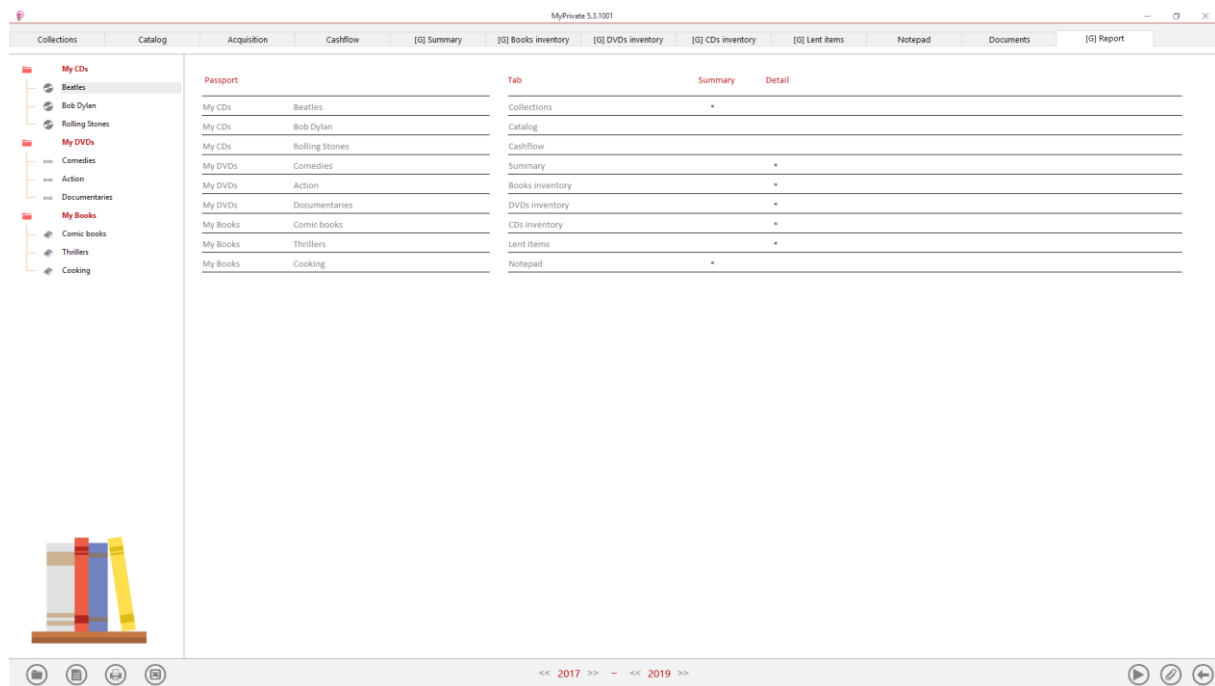 MyPrivate 5.3.1001
Collections Catalog Acquisition Cashflow [G] Summary [G] Books inventory [G] DVDs inventory [G] CDs inventory [G] Lent items Notepad Documents [G] Report
My CDs
Beatles
Bob Dylan
Rolling Stones
My DVDs
Comedies
Action
Documentaries
My Books
Comic books
Thrillers
Cooking
Passport
My CDs Beatles
My CDs Bob Dylan
My CDs Rolling Stones
My DVDs Comedies
My DVDs Action
My DVDs Documentaries
My Books Comic books
My Books Thrillers
My Books Cooking
Tab Summary Detail
Collections *
Catalog
Cashflow
Summary *
Books inventory *
DVDs inventory *
CDs inventory *
Lent items *
Notepad *
<< 2017 >> – << 2019 >>